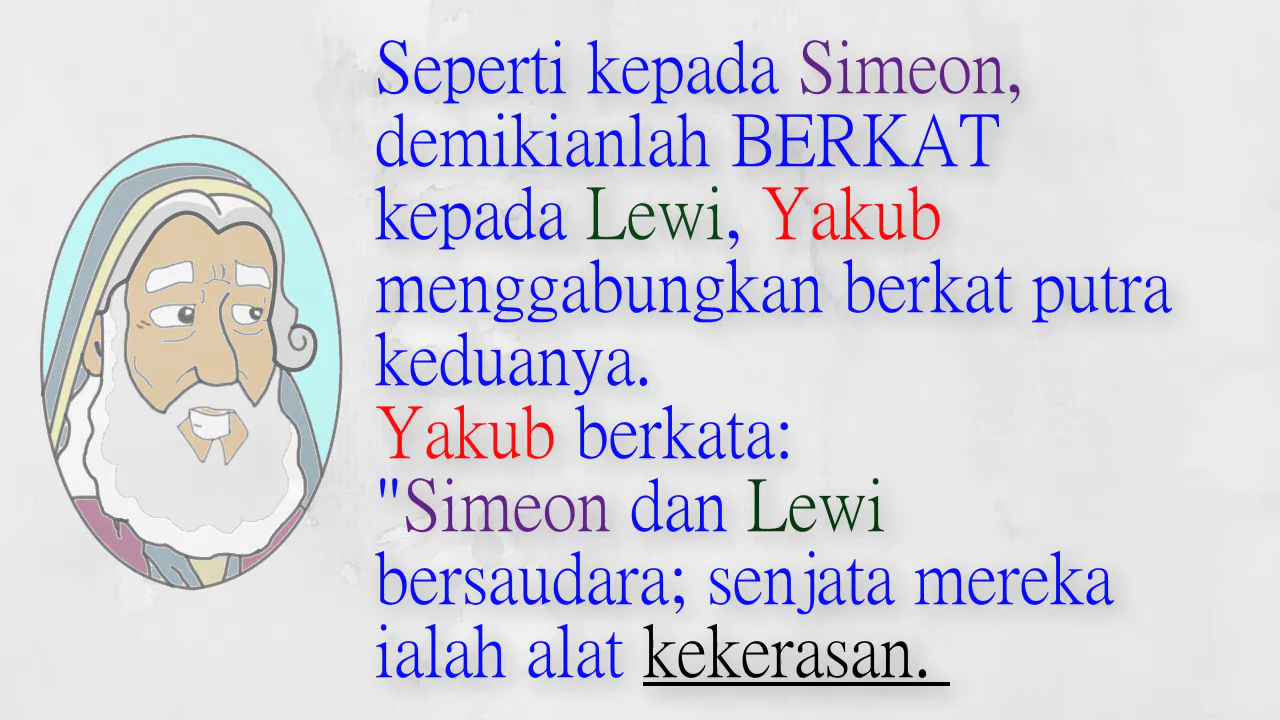 Seperti kepada Simeon,
demikianlah BERKAT
kepada Lewi, Yakub
menggabungkan berkat putra
keduanya.
Yakub berkata:
"Simeon dan Lewi
bersaudara; senjata mereka
ialah alat kekerasan.